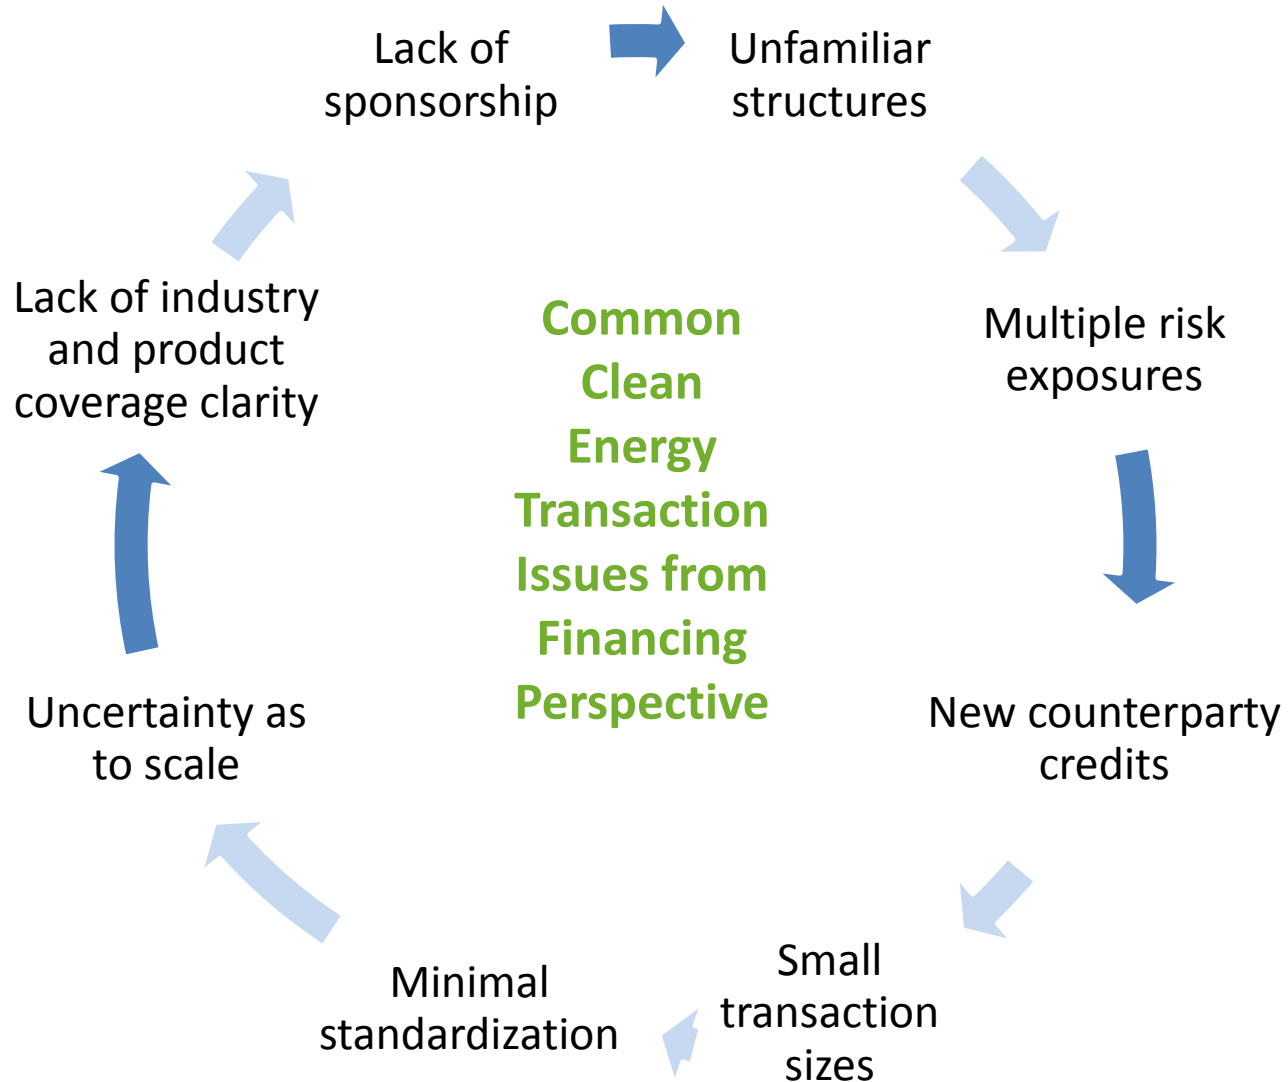 Lack of
sponsorship
Unfamiliar
structures
Multiple risk
exposures
New counterparty
credits
Small
transaction
sizes
Minimal
standardization
Uncertainty as
to scale
Lack of industry
and product
coverage clarity
Common
Clean
Energy
Transaction
Issues from
Financing
Perspective